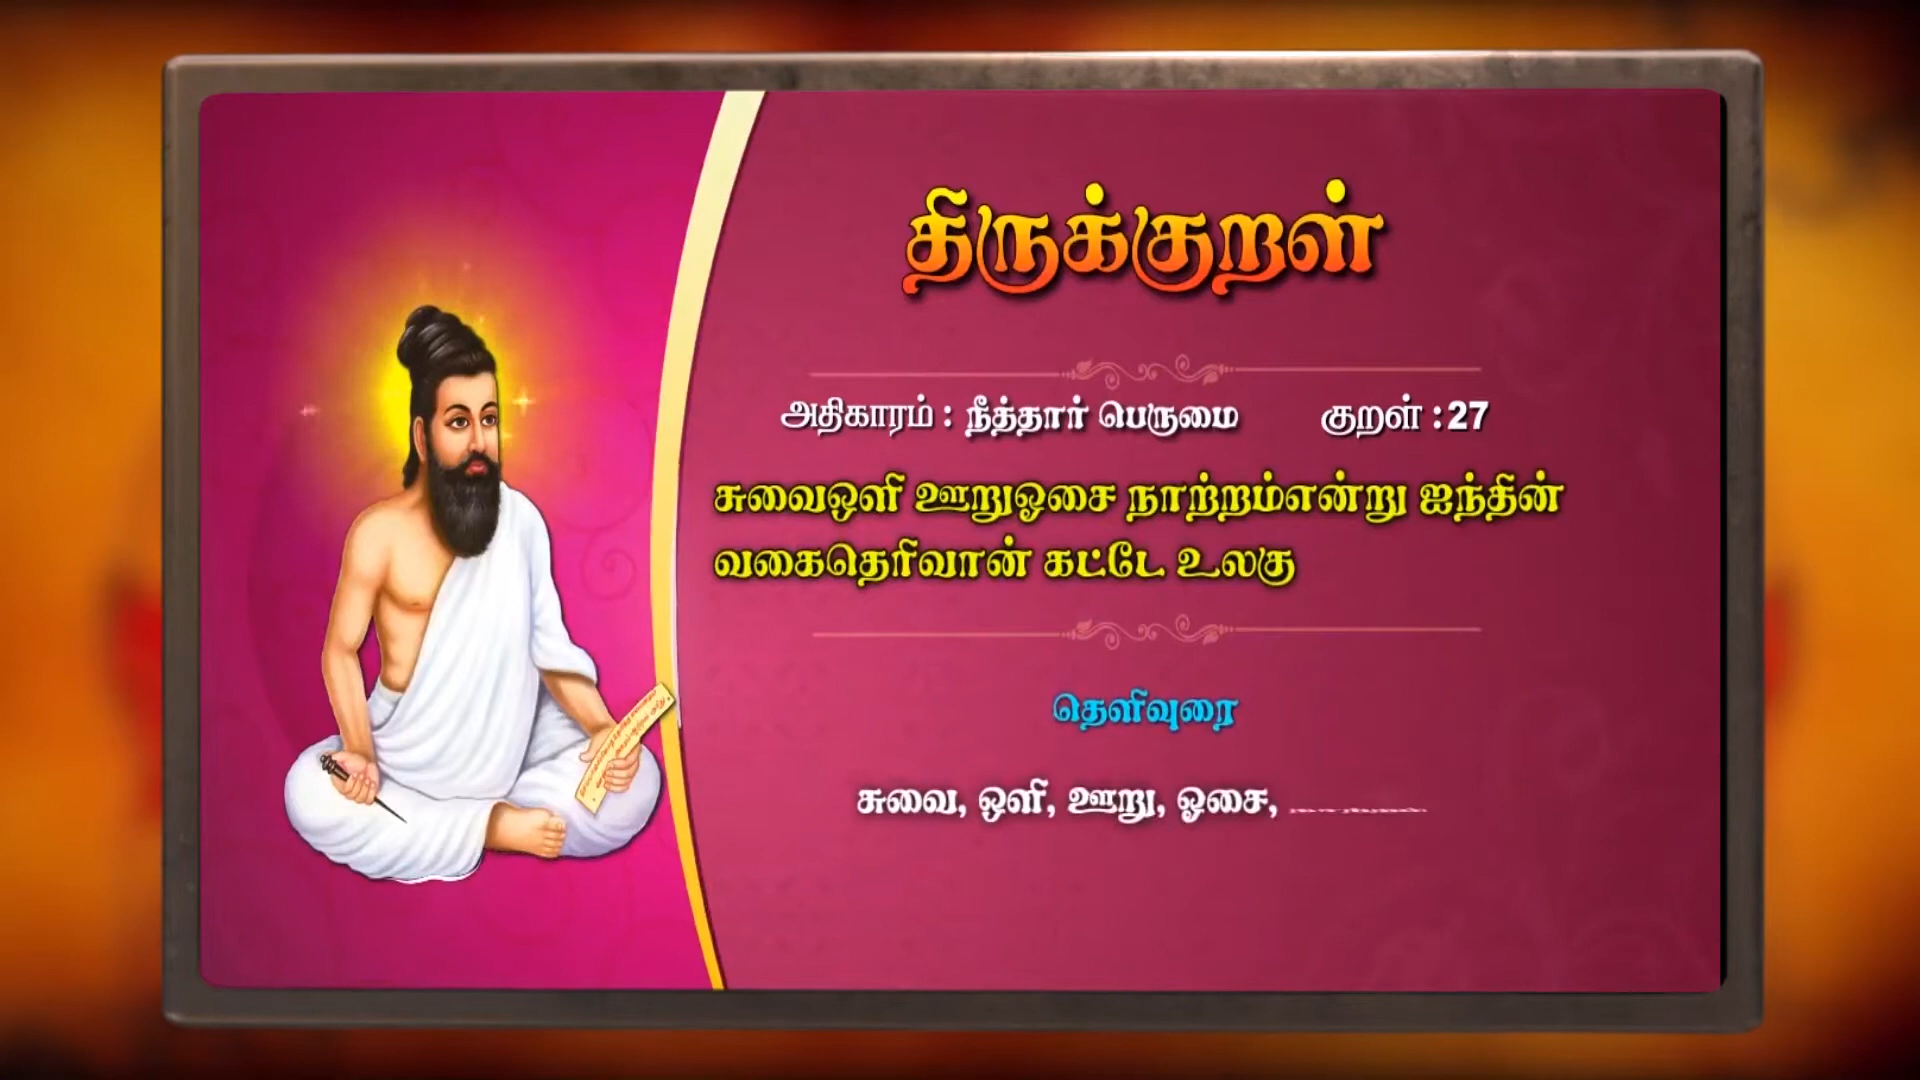 திருக்குறள்
அதிகாரம் : நீத்தார் பெருமை குறள் :27
சுவைஒளி ஊறுஓசை நாற்றம்என்று ஐந்தின்
வகைதெரிவான் கட்டே உலகு
தெளிவுரை
சுவை, ஒளி, ஊறு, ஓசை,